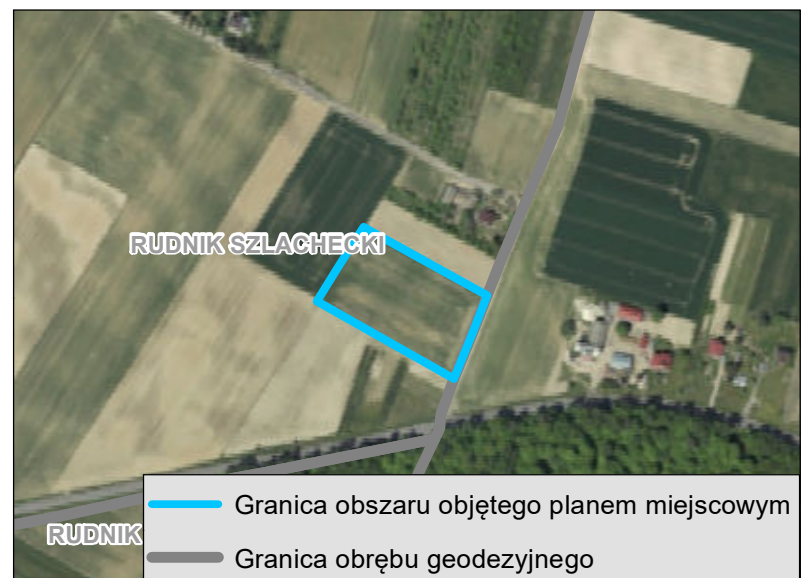 RUDNIK SZLACHECKI
RUDNIK
Granica obszaru objętego planem miejscowym
Granica obrębu geodezyjnego